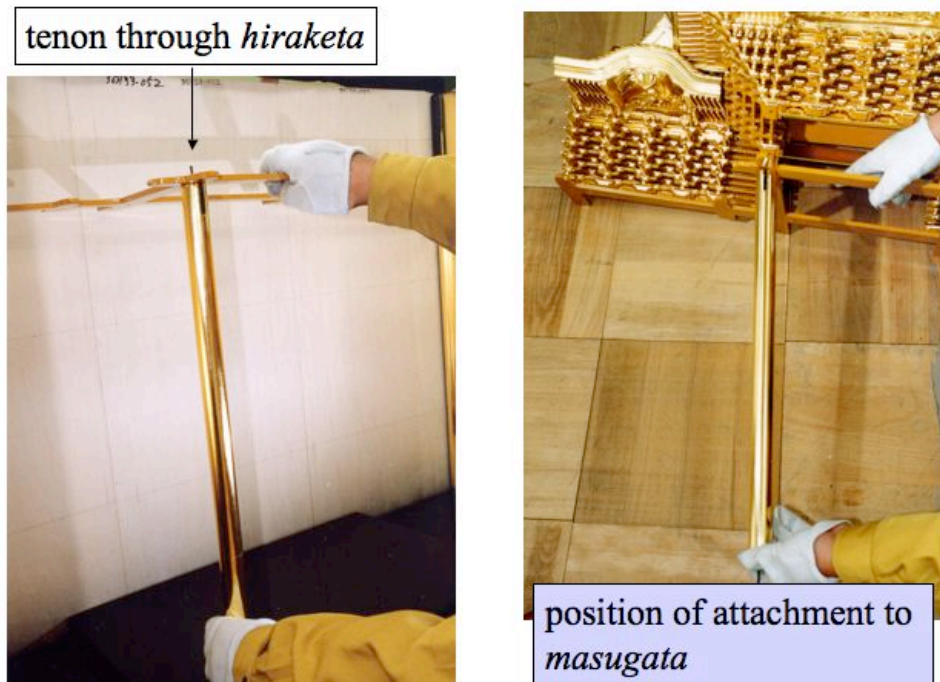 tenon through hiraketa
position of attachment to
masugata